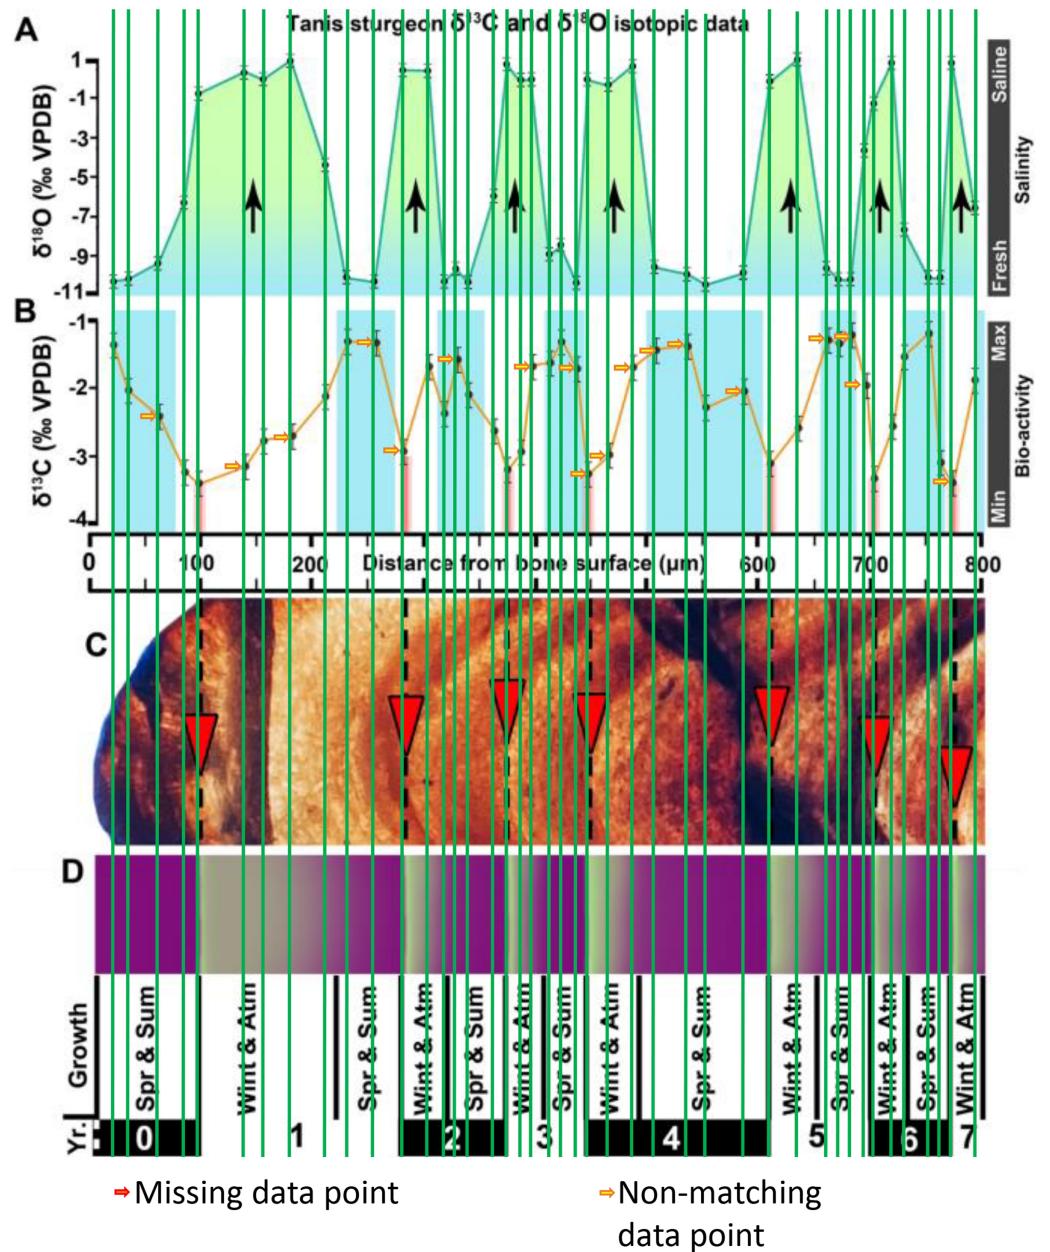 A
Tanis sturgeon δ¹³C and δ¹⁸O isotopic data
1
-1
-3
-5
-7
-9
-11
δ¹⁸O (‰ VPDB)
Saline
Fresh
Salinity
B
-1
-2
-3
-4
δ¹³C (‰ VPDB)
Max
Min
Bio-activity
0 100 200 300 400 500 600 700 800
Distance from bone surface (µm)
C
D
Growth
Spr & Sum
Wint & Atm
Spr & Sum
Wint & Atm
Spr & Sum
Wint & Atm
Spr & Sum
Wint & Atm
Spr & Sum
Wint & Atm
Spr & Sum
Wint & Atm
Spr & Sum
Wint & Atm
Yr. 0 1 2 3 4 5 6 7
Missing data point
Non-matching
data point